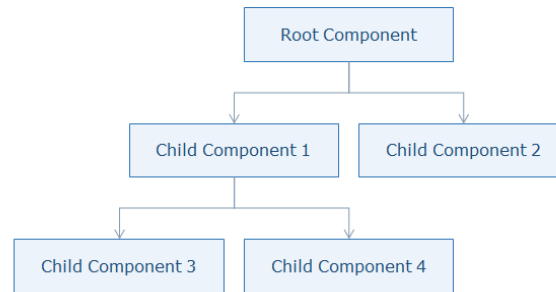 Root Component
Child Component 1
Child Component 2
Child Component 3
Child Component 4